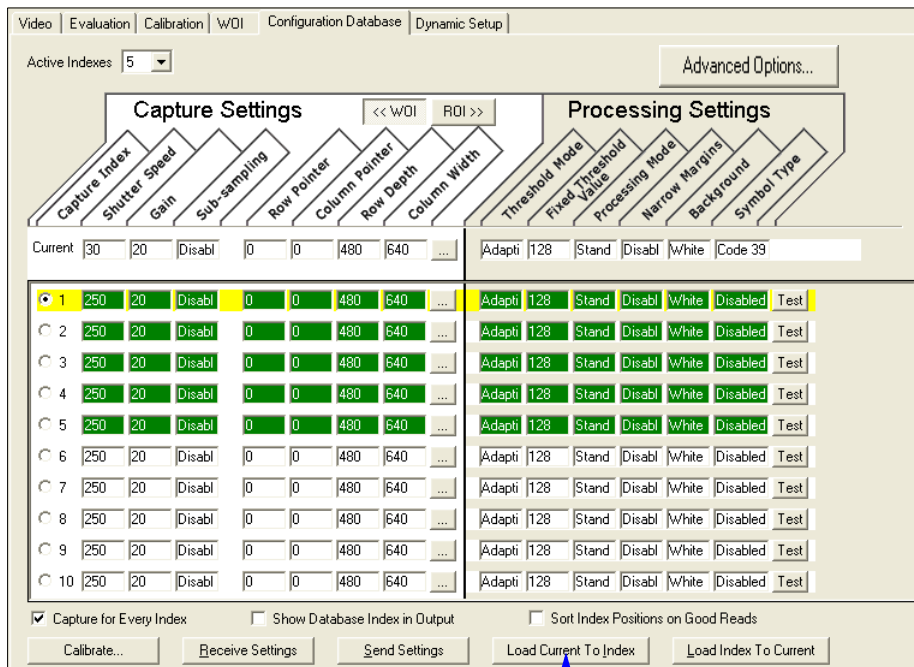 Video Evaluation Calibration WOI Configuration Database Dynamic Setup
Active Indexes 5 Advanced Options...
Capture Settings << WOI ROI >> Processing Settings
Capture Index Shutter Speed Gain Sub-sampling Row Pointer Column Pointer Row Depth Column Width Threshold Mode Fixed Threshold Value Processing Mode Narrow Margins Background Symbol Type
Current 30 20 Disabl 0 0 480 640 ... Adapti 128 Stand Disabl White Code 39
1 250 20 Disabl 0 0 480 640 ... Adapti 128 Stand Disabl White Disabled Test
2 250 20 Disabl 0 0 480 640 ... Adapti 128 Stand Disabl White Disabled Test
3 250 20 Disabl 0 0 480 640 ... Adapti 128 Stand Disabl White Disabled Test
4 250 20 Disabl 0 0 480 640 ... Adapti 128 Stand Disabl White Disabled Test
5 250 20 Disabl 0 0 480 640 ... Adapti 128 Stand Disabl White Disabled Test
6 250 20 Disabl 0 0 480 640 ... Adapti 128 Stand Disabl White Disabled Test
7 250 20 Disabl 0 0 480 640 ... Adapti 128 Stand Disabl White Disabled Test
8 250 20 Disabl 0 0 480 640 ... Adapti 128 Stand Disabl White Disabled Test
9 250 20 Disabl 0 0 480 640 ... Adapti 128 Stand Disabl White Disabled Test
10 250 20 Disabl 0 0 480 640 ... Adapti 128 Stand Disabl White Disabled Test
Capture for Every Index Show Database Index in Output Sort Index Positions on Good Reads
Calibrate... Receive Settings Send Settings Load Current To Index Load Index To Current